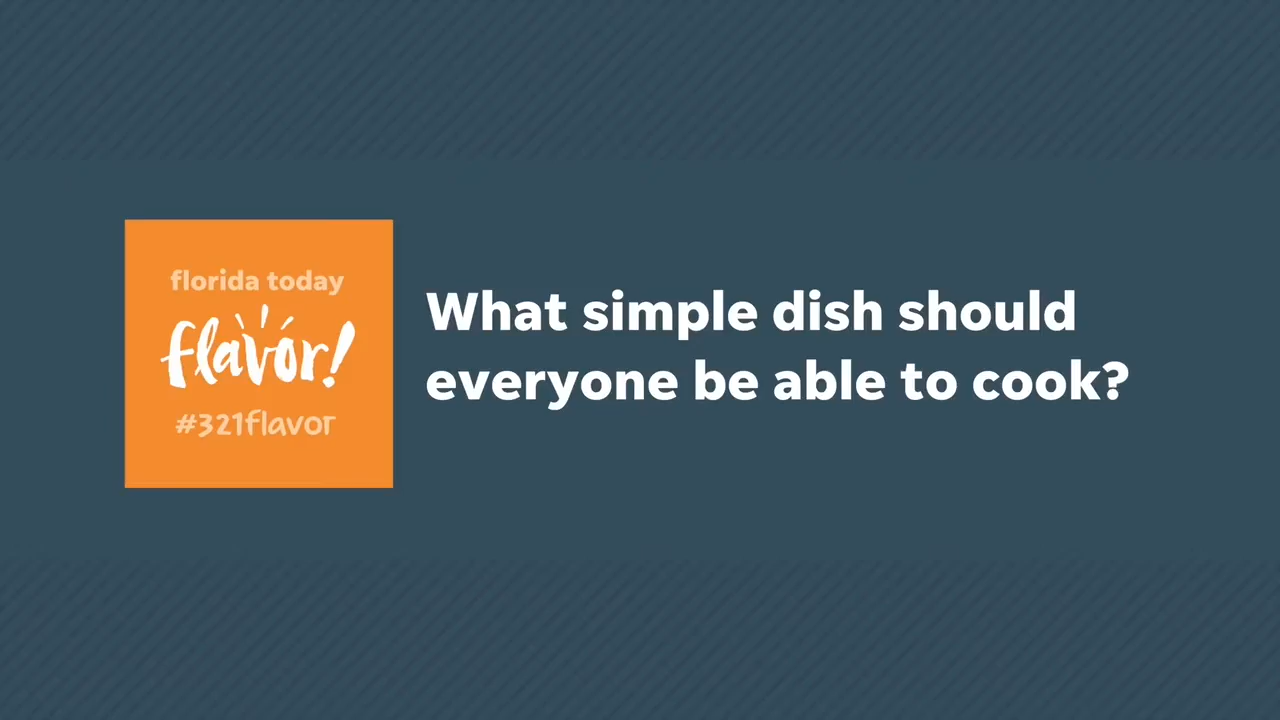 florida today
flavor!
#321flavor
What simple dish should
everyone be able to cook?